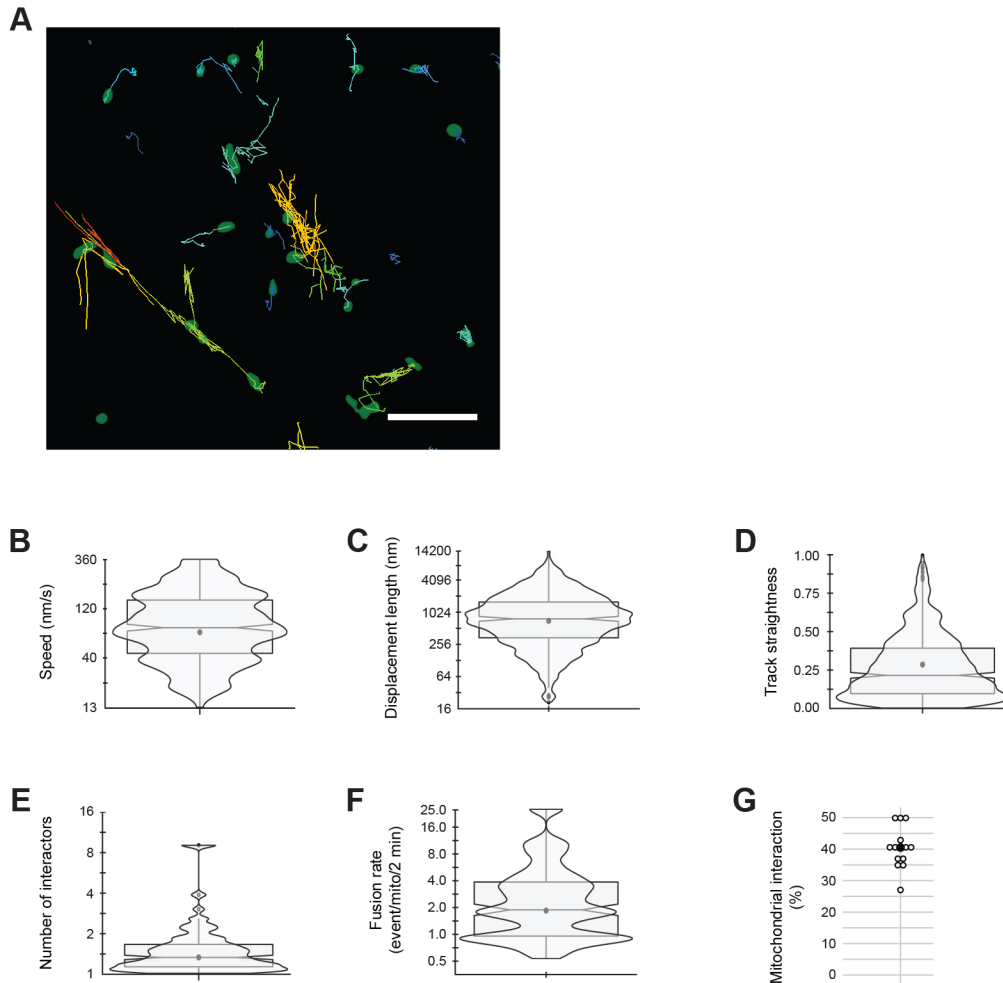 A
B
Speed (nm/s)
360
120
40
13
C
Displacement length (nm)
14200
4096
1024
256
64
16
D
Track straightness
1.00
0.75
0.50
0.25
0.00
E
Number of interactors
16
8
4
2
1
F
Fusion rate
(event/mito/2 min)
25.0
16.0
8.0
4.0
2.0
1.0
0.5
G
Mitochondrial interaction
(%)
50
40
30
20
10
0